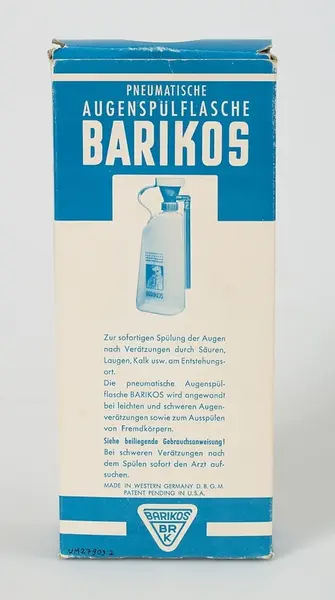 PNEUMATISCHE
AUGENSPÜLFLASCHE
BARIKOS
BARIKOS
Zur sofortigen Spülung der Augen
nach Verätzungen durch Säuren,
Laugen, Kalk usw. am Entstehungs-
ort.
Die pneumatische Augenspül-
flasche BARIKOS wird angewandt
bei leichten und schweren Augen-
verätzungen sowie zum Ausspülen
von Fremdkörpern.
Siehe beiliegende Gebrauchsanweisung!
Bei schweren Verätzungen nach
dem Spülen sofort den Arzt auf-
suchen.
MADE IN WESTERN GERMANY D.B.G.M.
PATENT PENDING IN U.S.A.
BARIKOS
BR
K
UM27903.2